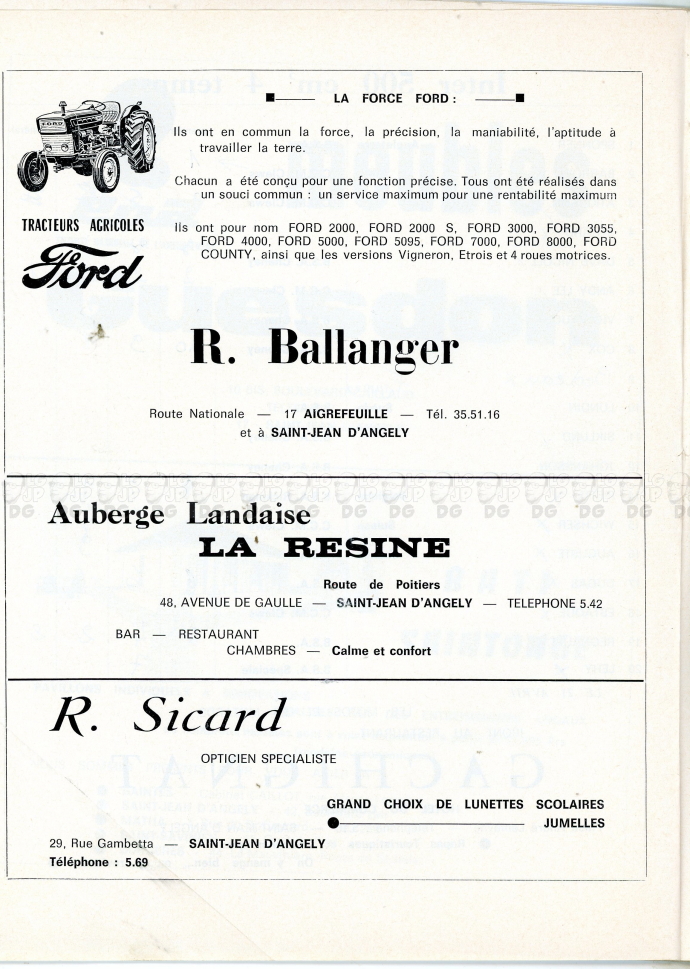 ■—— LA FORCE FORD : ——■
Ils ont en commun la force, la précision, la maniabilité, l'aptitude à
travailler la terre.
Chacun a été conçu pour une fonction précise. Tous ont été réalisés dans
un souci commun : un service maximum pour une rentabilité maximum
TRACTEURS AGRICOLES
Ford
Ils ont pour nom FORD 2000, FORD 2000 S, FORD 3000, FORD 3055,
FORD 4000, FORD 5000, FORD 5095, FORD 7000, FORD 8000, FORD
COUNTY, ainsi que les versions Vigneron, Etrois et 4 roues motrices.
R. Ballanger
Route Nationale — 17 AIGREFEUILLE — Tél. 35.51.16
et à SAINT-JEAN D'ANGELY
Auberge Landaise
LA RESINE
Route de Poitiers
48, AVENUE DE GAULLE — SAINT-JEAN D'ANGELY — TELEPHONE 5.42
BAR — RESTAURANT
CHAMBRES — Calme et confort
R. Sicard
OPTICIEN SPECIALISTE
GRAND CHOIX DE LUNETTES SCOLAIRES
JUMELLES
29, Rue Gambetta — SAINT-JEAN D'ANGELY
Téléphone : 5.69